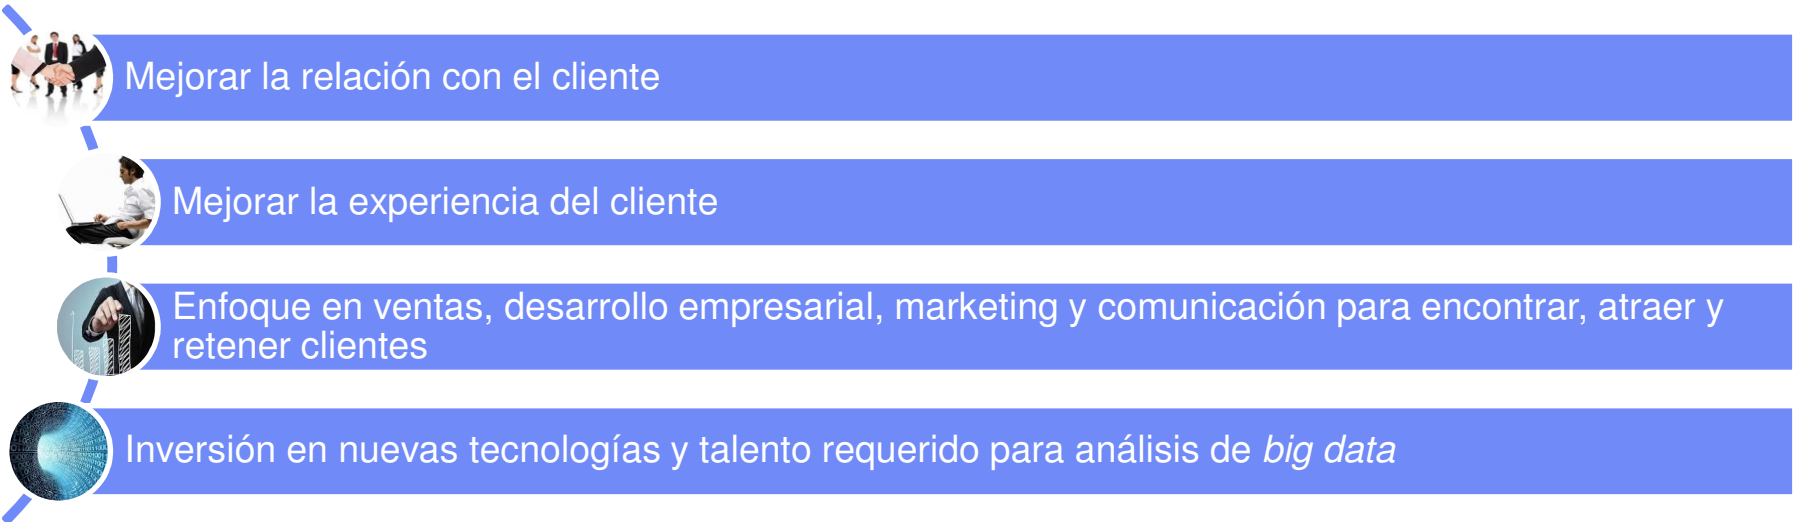 Mejorar la relación con el cliente
Mejorar la experiencia del cliente
Enfoque en ventas, desarrollo empresarial, marketing y comunicación para encontrar, atraer y
retener clientes
Inversión en nuevas tecnologías y talento requerido para análisis de big data